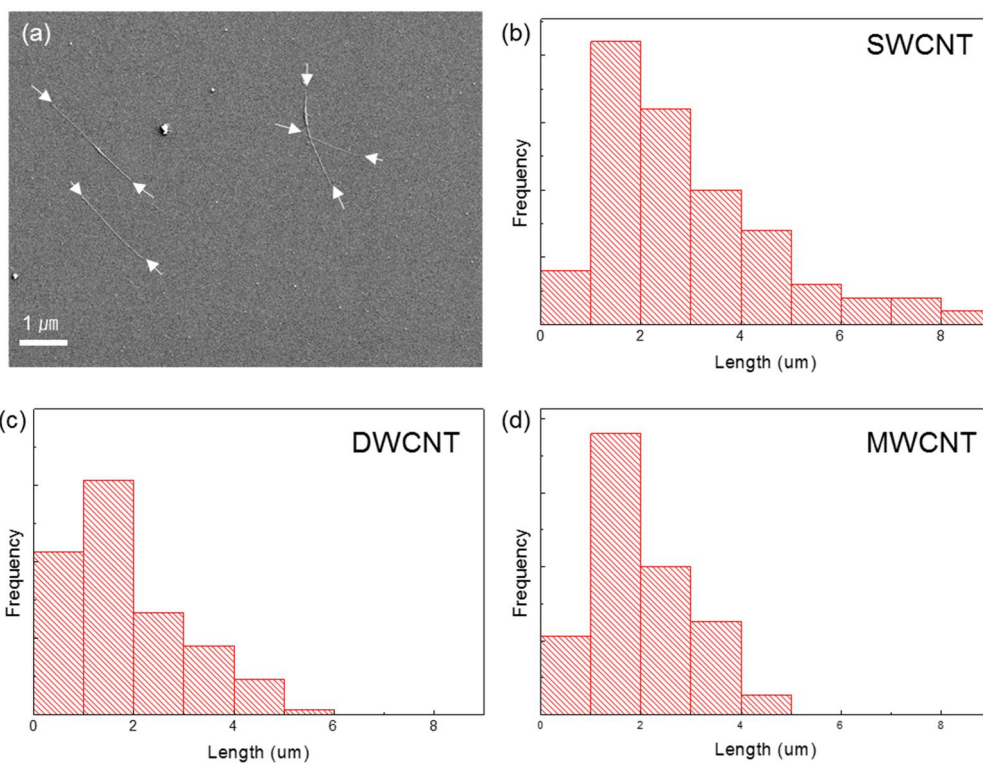 (a)
1 μm
(b)
SWCNT
Frequency
0 2 4 6 8
Length (um)
(c)
DWCNT
Frequency
0 2 4 6 8
Length (um)
(d)
MWCNT
Frequency
0 2 4 6 8
Length (um)